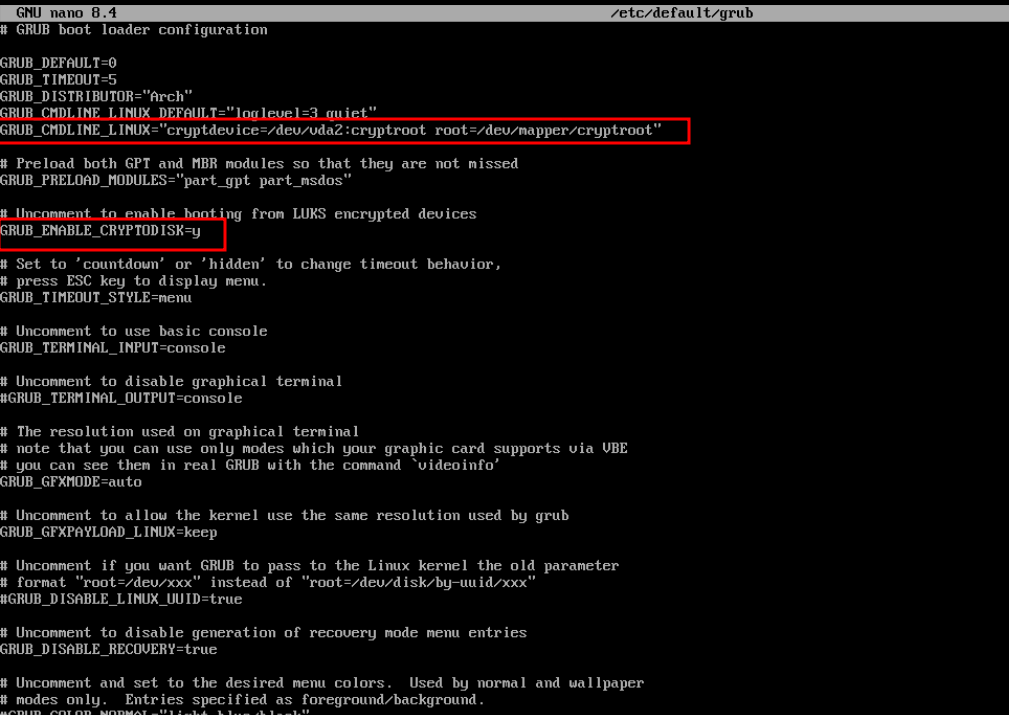 GNU nano 8.4 /etc/default/grub
# GRUB boot loader configuration
GRUB_DEFAULT=0
GRUB_TIMEOUT=5
GRUB_DISTRIBUTOR="Arch"
GRUB_CMDLINE_LINUX_DEFAULT="loglevel=3 quiet"
GRUB_CMDLINE_LINUX="cryptdevice=/dev/vda2:cryptroot root=/dev/mapper/cryptroot"
# Preload both GPT and MBR modules so that they are not missed
GRUB_PRELOAD_MODULES="part_gpt part_msdos"
# Uncomment to enable booting from LUKS encrypted devices
GRUB_ENABLE_CRYPTODISK=y
# Set to 'countdown' or 'hidden' to change timeout behavior,
# press ESC key to display menu.
GRUB_TIMEOUT_STYLE=menu
# Uncomment to use basic console
GRUB_TERMINAL_INPUT=console
# Uncomment to disable graphical terminal
#GRUB_TERMINAL_OUTPUT=console
# The resolution used on graphical terminal
# note that you can use only modes which your graphic card supports via VBE
# you can see them in real GRUB with the command `videoinfo'
GRUB_GFXMODE=auto
# Uncomment to allow the kernel use the same resolution used by grub
GRUB_GFXPAYLOAD_LINUX=keep
# Uncomment if you want GRUB to pass to the Linux kernel the old parameter
# format "root=/dev/xxx" instead of "root=/dev/disk/by-uuid/xxx"
#GRUB_DISABLE_LINUX_UUID=true
# Uncomment to disable generation of recovery mode menu entries
GRUB_DISABLE_RECOVERY=true
# Uncomment and set to the desired menu colors.  Used by normal and wallpaper
# modes only.  Entries specified as foreground/background.
#GRUB_COLOR_NORMAL="light-blue/black"